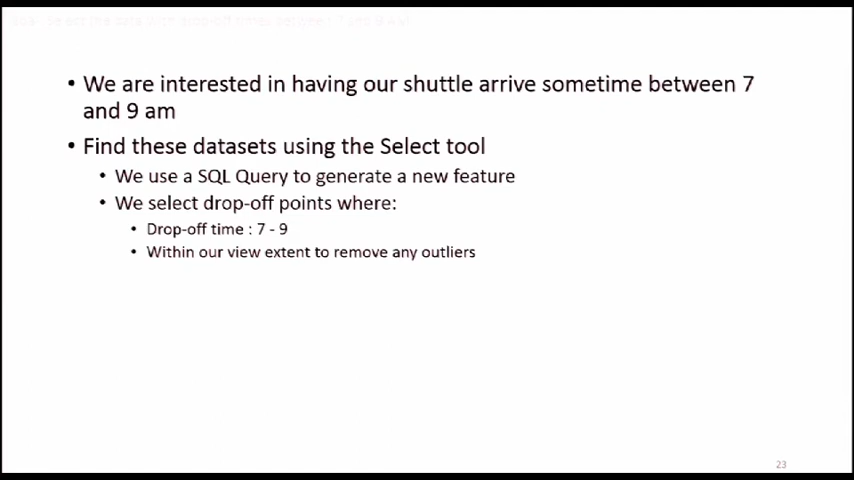 • We are interested in having our shuttle arrive sometime between 7
and 9 am
• Find these datasets using the Select tool
• We use a SQL Query to generate a new feature
• We select drop-off points where:
• Drop-off time : 7 - 9
• Within our view extent to remove any outliers
23